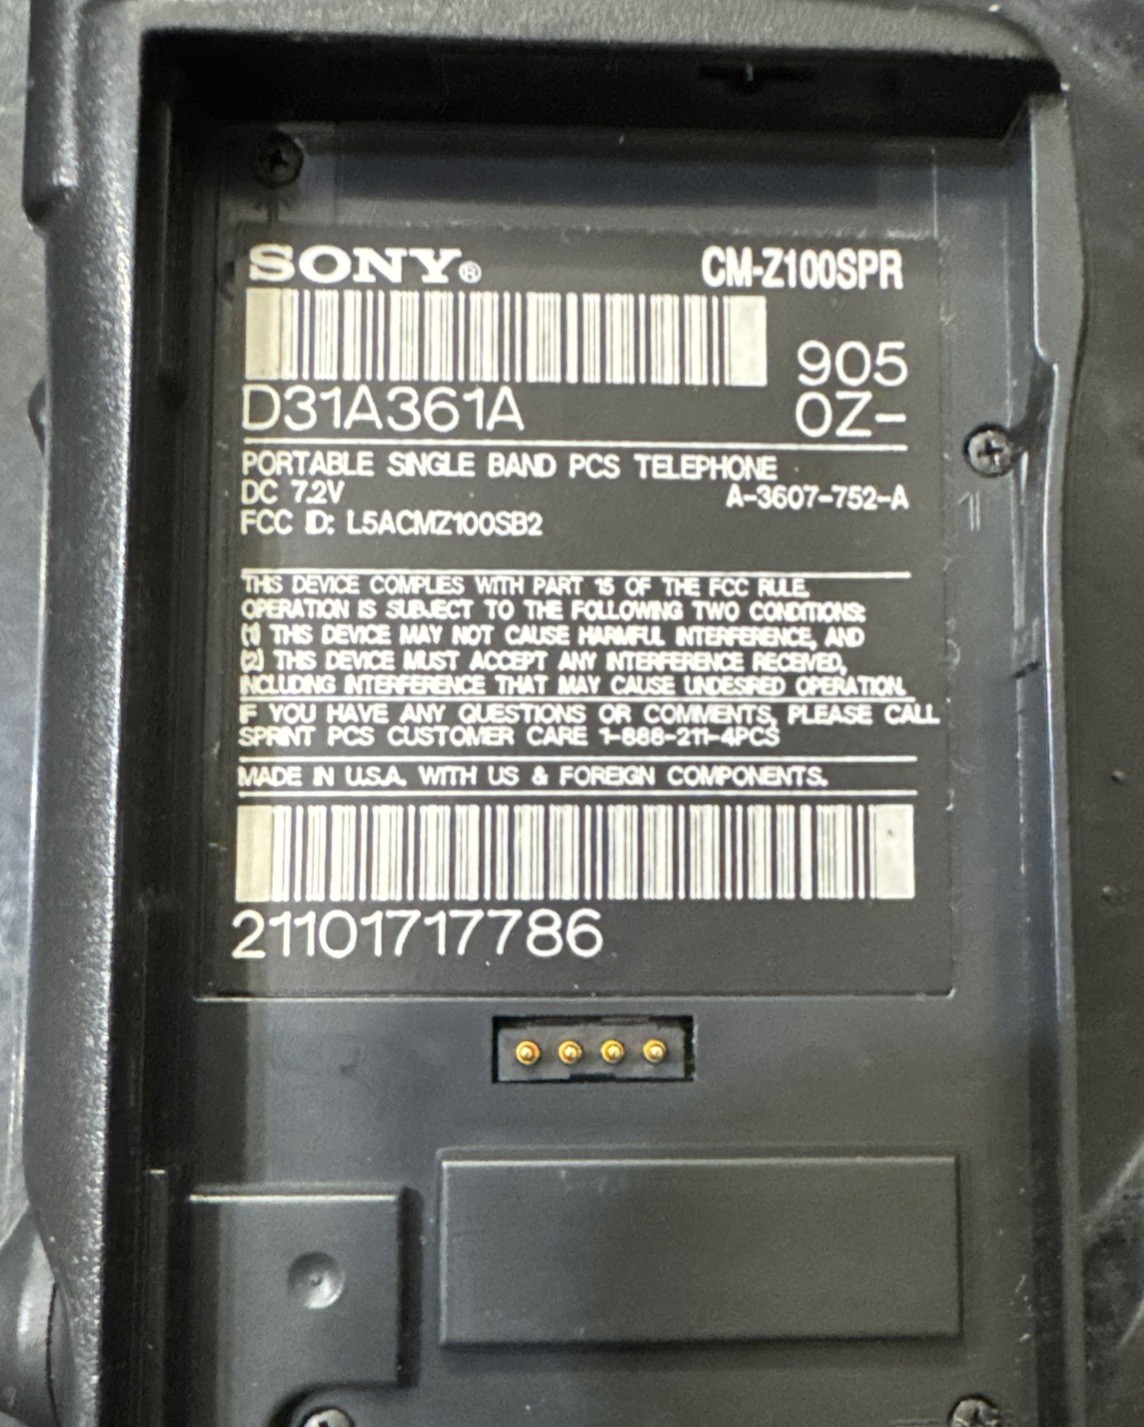 SONY® CM-Z100SPR
905
D31A361A 0Z-
PORTABLE SINGLE BAND PCS TELEPHONE
DC 7.2V A-3607-752-A
FCC ID: L5ACMZ100SB2
THIS DEVICE COMPLIES WITH PART 15 OF THE FCC RULE.
OPERATION IS SUBJECT TO THE FOLLOWING TWO CONDITIONS:
(1) THIS DEVICE MAY NOT CAUSE HARMFUL INTERFERENCE, AND
(2) THIS DEVICE MUST ACCEPT ANY INTERFERENCE RECEIVED,
INCLUDING INTERFERENCE THAT MAY CAUSE UNDESIRED OPERATION.
IF YOU HAVE ANY QUESTIONS OR COMMENTS, PLEASE CALL
SPRINT PCS CUSTOMER CARE 1-888-211-4PCS
MADE IN U.S.A. WITH US & FOREIGN COMPONENTS.
21101717786